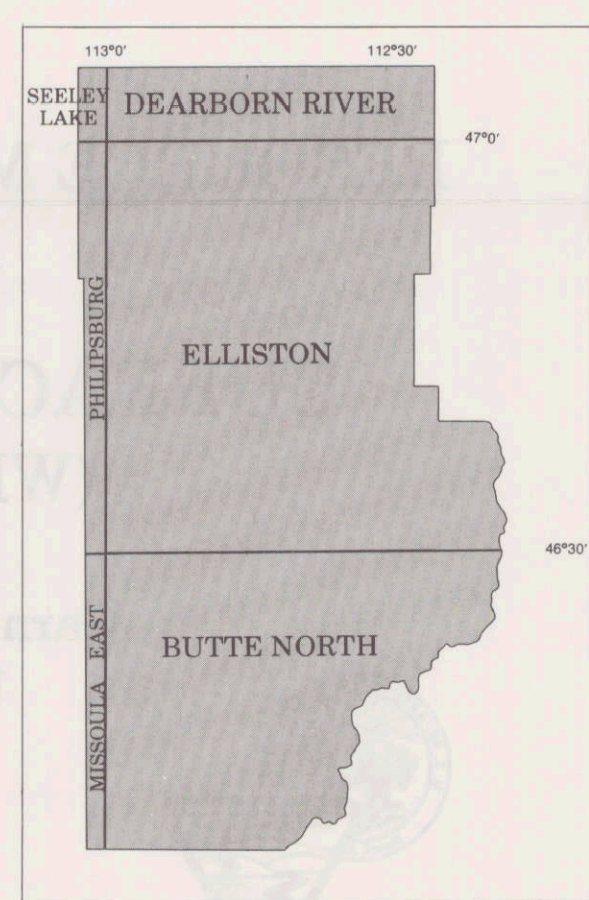 113°0'
112°30'
SEELEY
LAKE
DEARBORN RIVER
47°0'
PHILIPSBURG
ELLISTON
46°30'
MISSOULA EAST
BUTTE NORTH